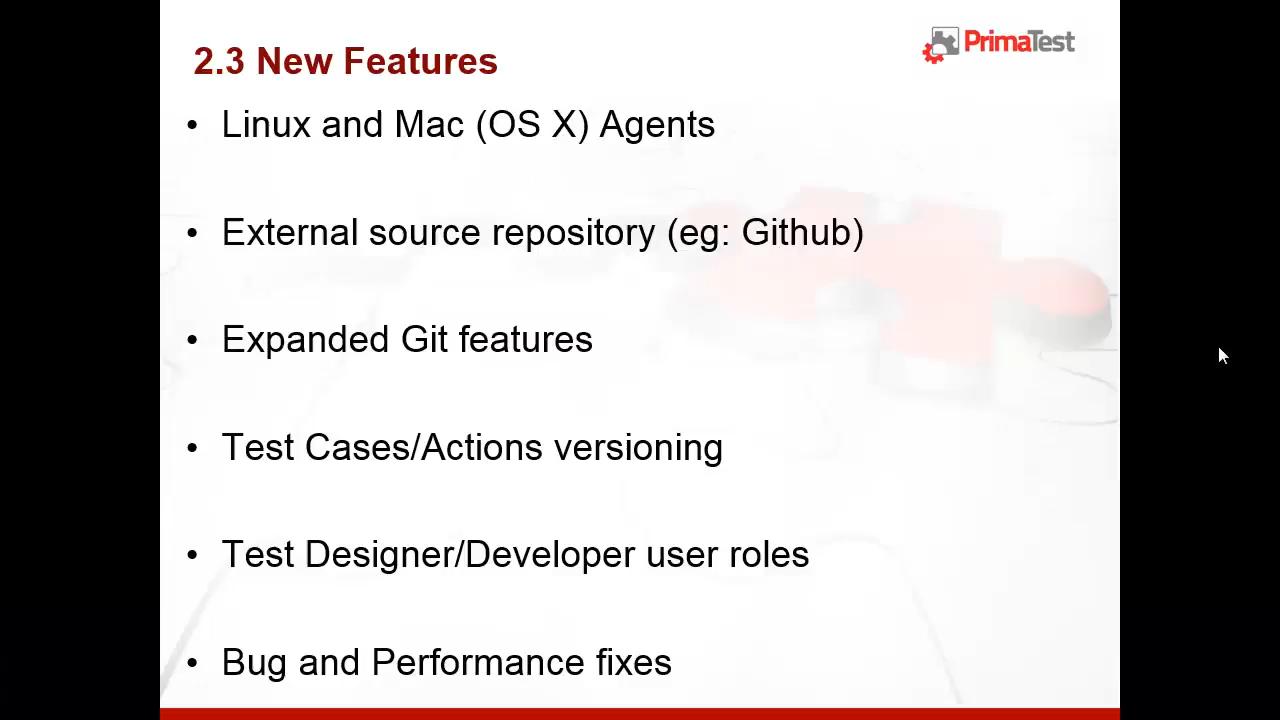 2.3 New Features
PrimaTest
• Linux and Mac (OS X) Agents
• External source repository (eg: Github)
• Expanded Git features
• Test Cases/Actions versioning
• Test Designer/Developer user roles
• Bug and Performance fixes